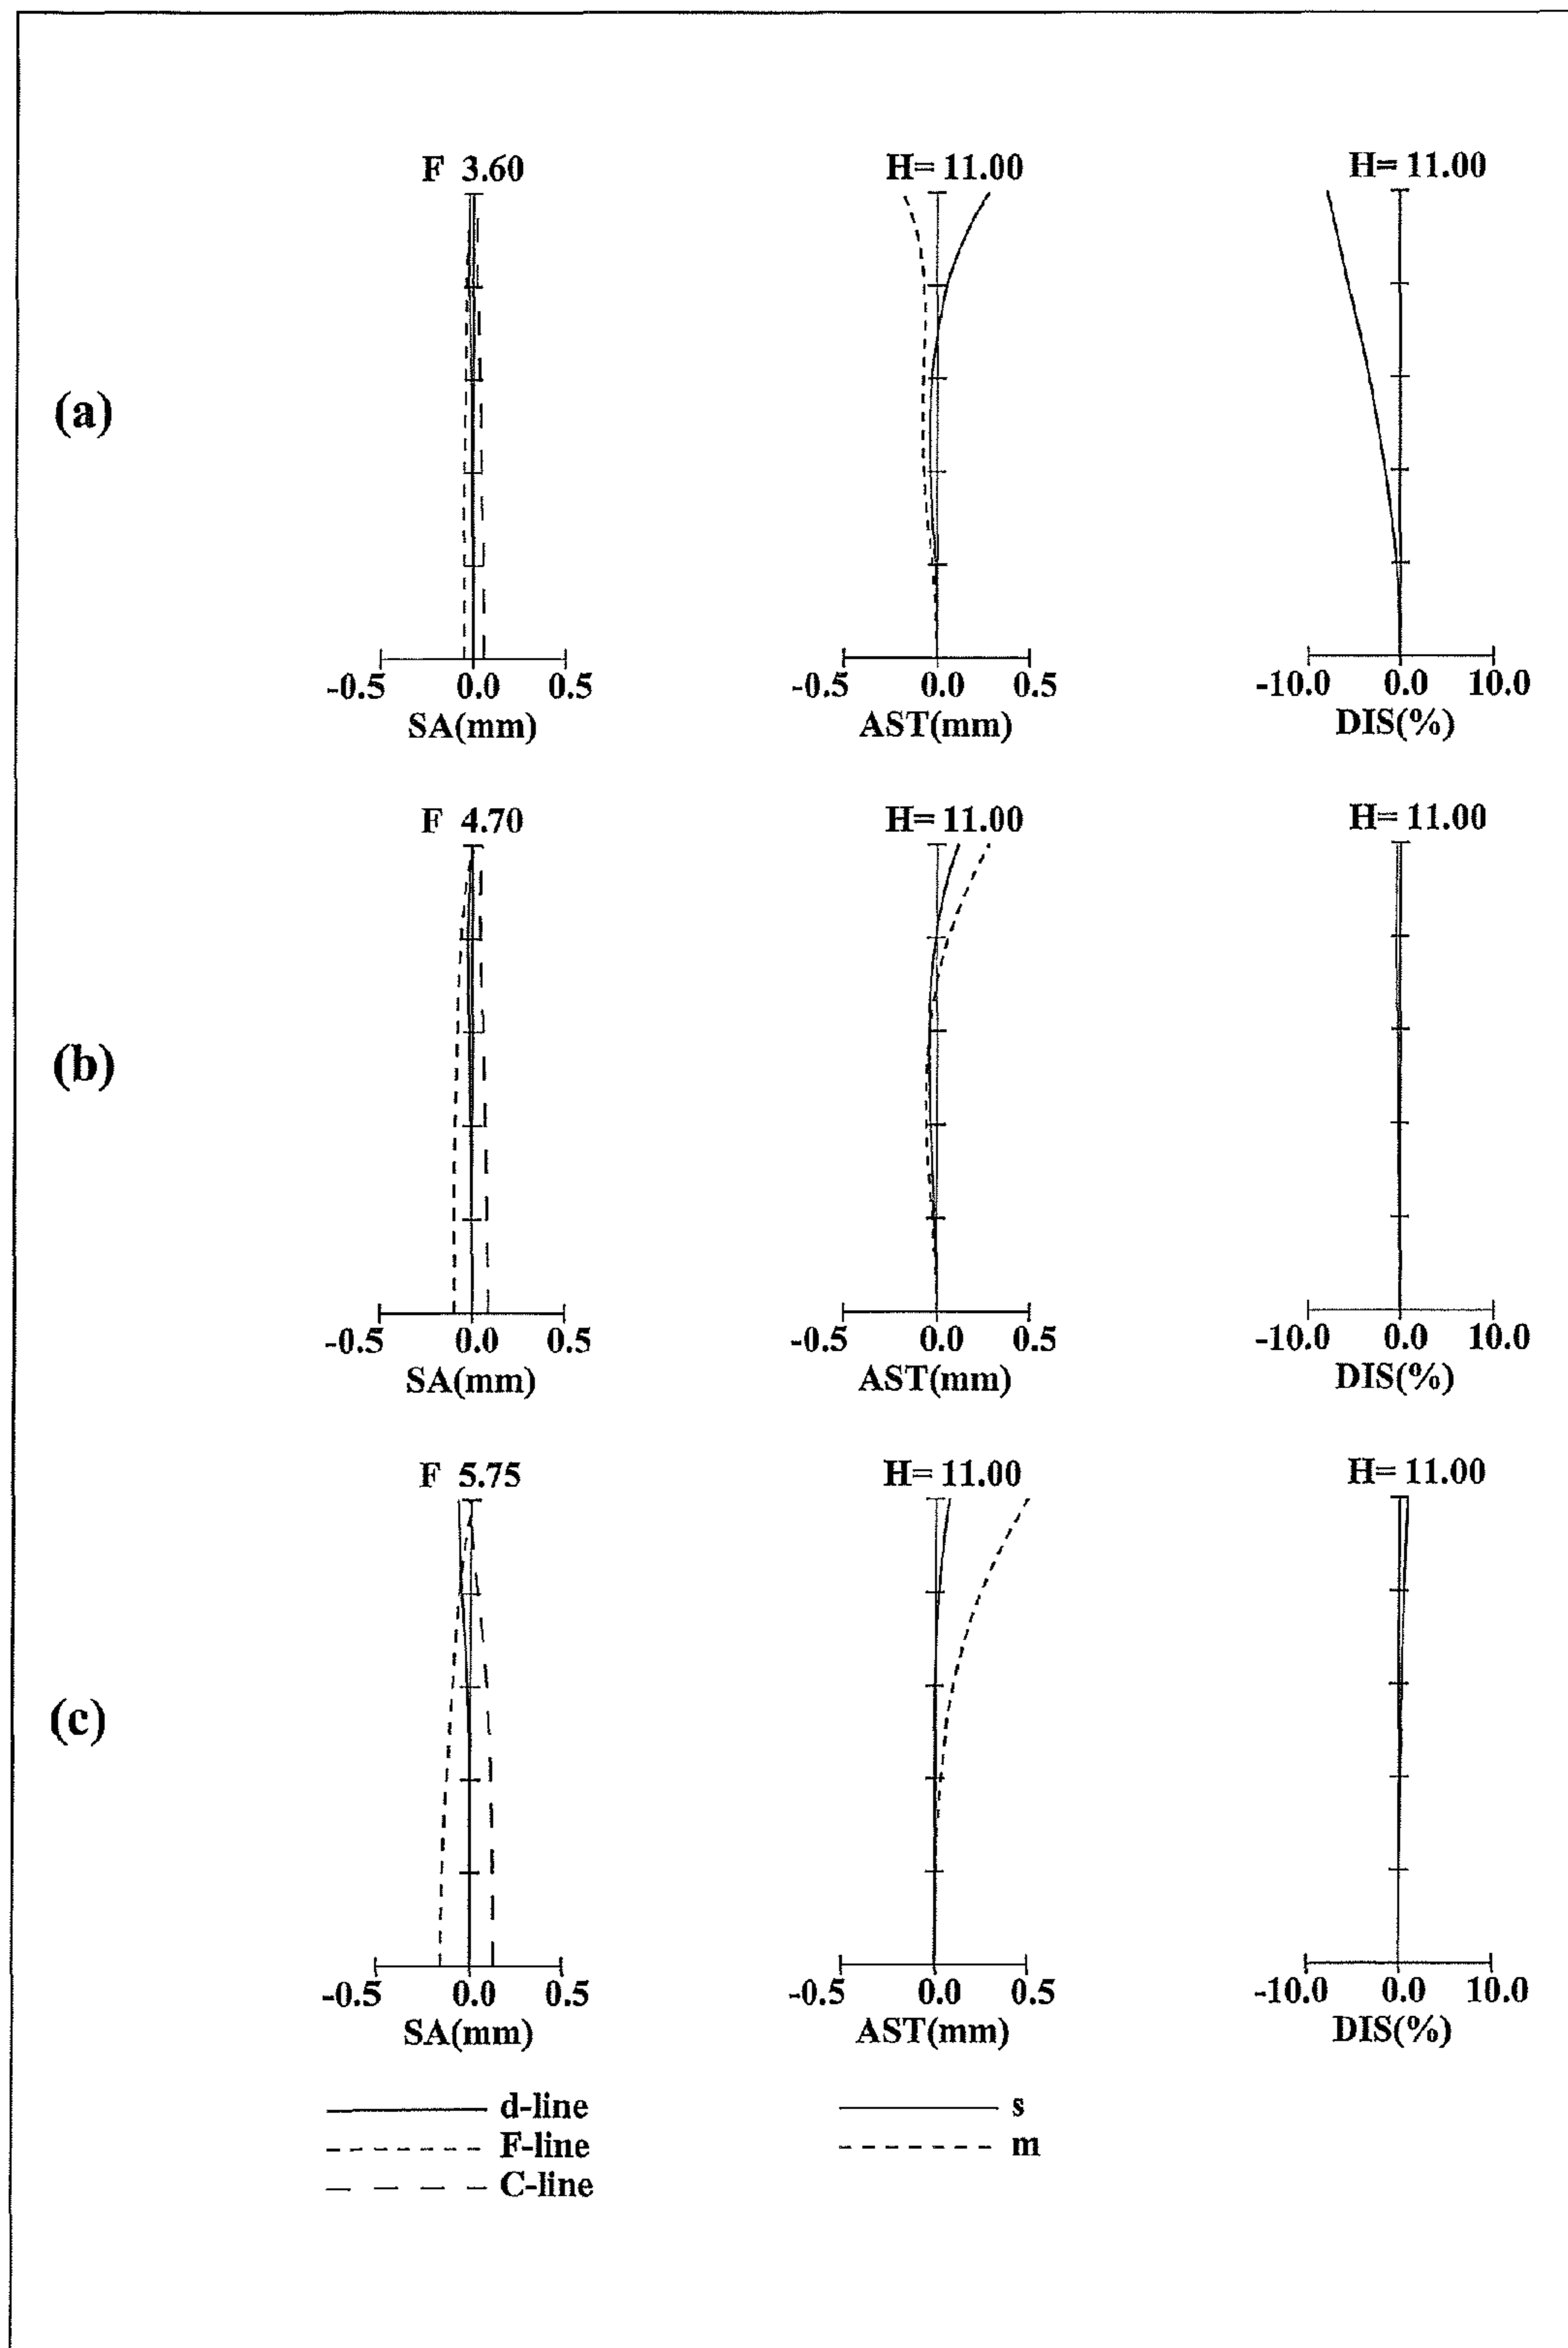 F 3.60 H= 11.00 H= 11.00
(a)
-0.5 0.0 0.5 -0.5 0.0 0.5 -10.0 0.0 10.0
SA(mm) AST(mm) DIS(%)
F 4.70 H= 11.00 H= 11.00
(b)
-0.5 0.0 0.5 -0.5 0.0 0.5 -10.0 0.0 10.0
SA(mm) AST(mm) DIS(%)
F 5.75 H= 11.00 H= 11.00
(c)
-0.5 0.0 0.5 -0.5 0.0 0.5 -10.0 0.0 10.0
SA(mm) AST(mm) DIS(%)
d-line s
F-line m
C-line